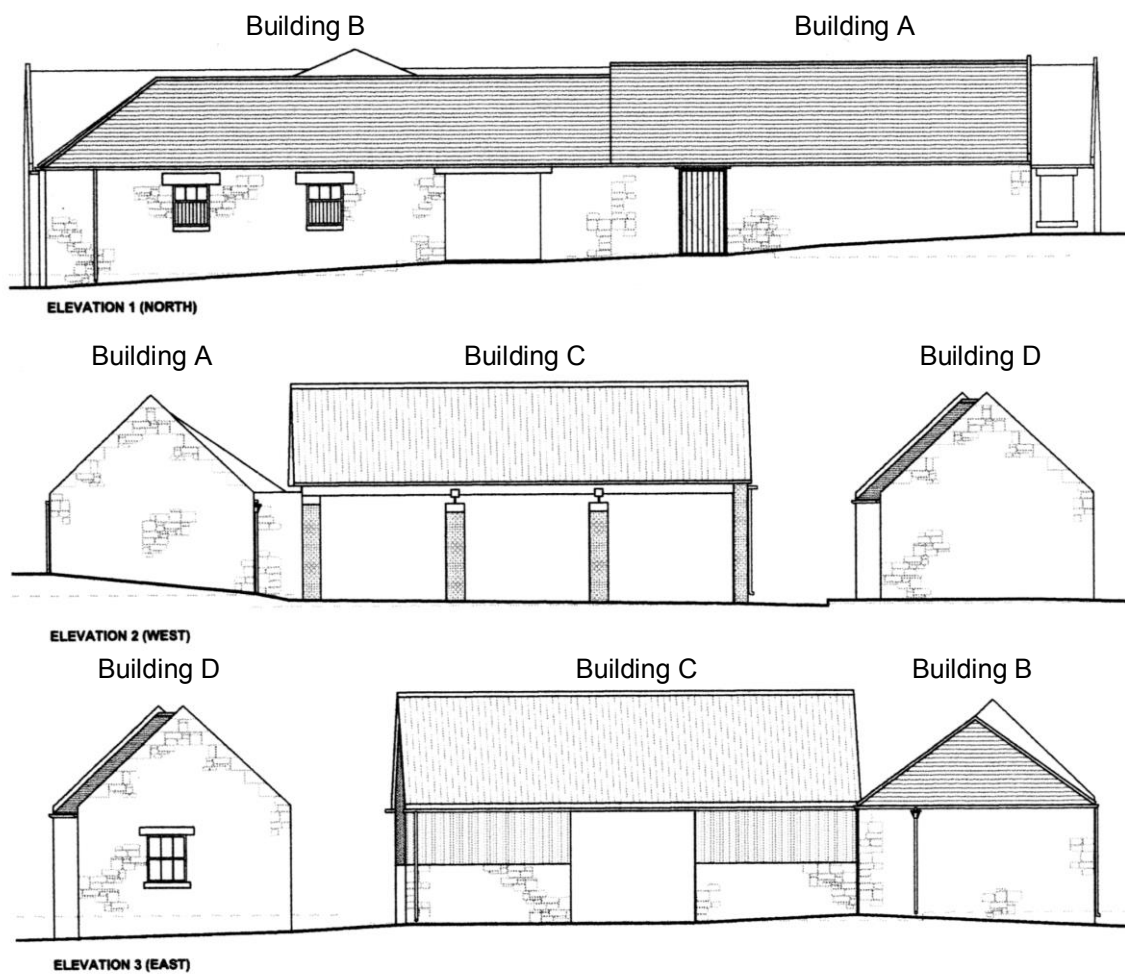 Building B Building A
ELEVATION 1 (NORTH)
Building A Building C Building D
ELEVATION 2 (WEST)
Building D Building C Building B
ELEVATION 3 (EAST)